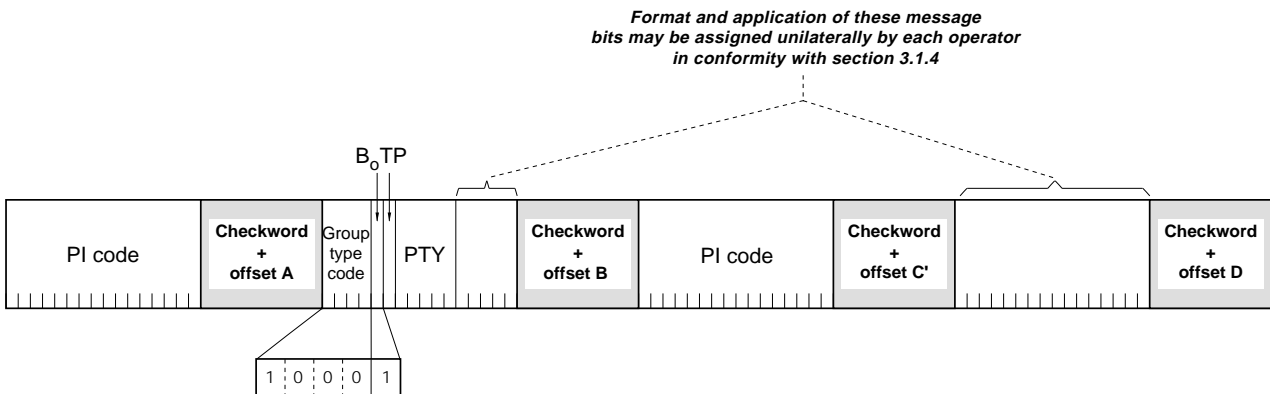 Format and application of these message
bits may be assigned unilaterally by each operator
in conformity with section 3.1.4
BoTP
PI code
Checkword
+
offset A
Group
type
code
PTY
Checkword
+
offset B
PI code
Checkword
+
offset C'
Checkword
+
offset D
1 0 0 0 1